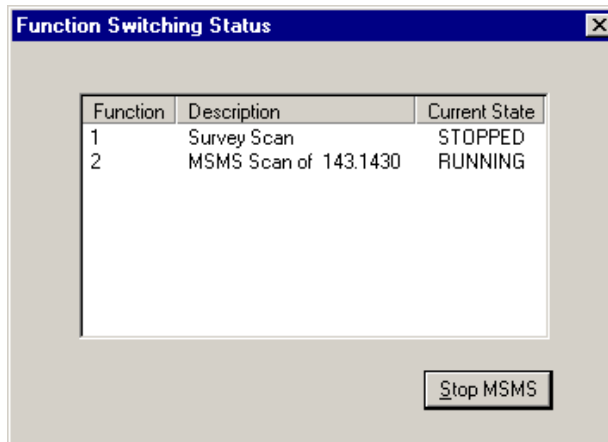 Function Switching Status
Function Description Current State
1 Survey Scan STOPPED
2 MSMS Scan of 143.1430 RUNNING
Stop MSMS